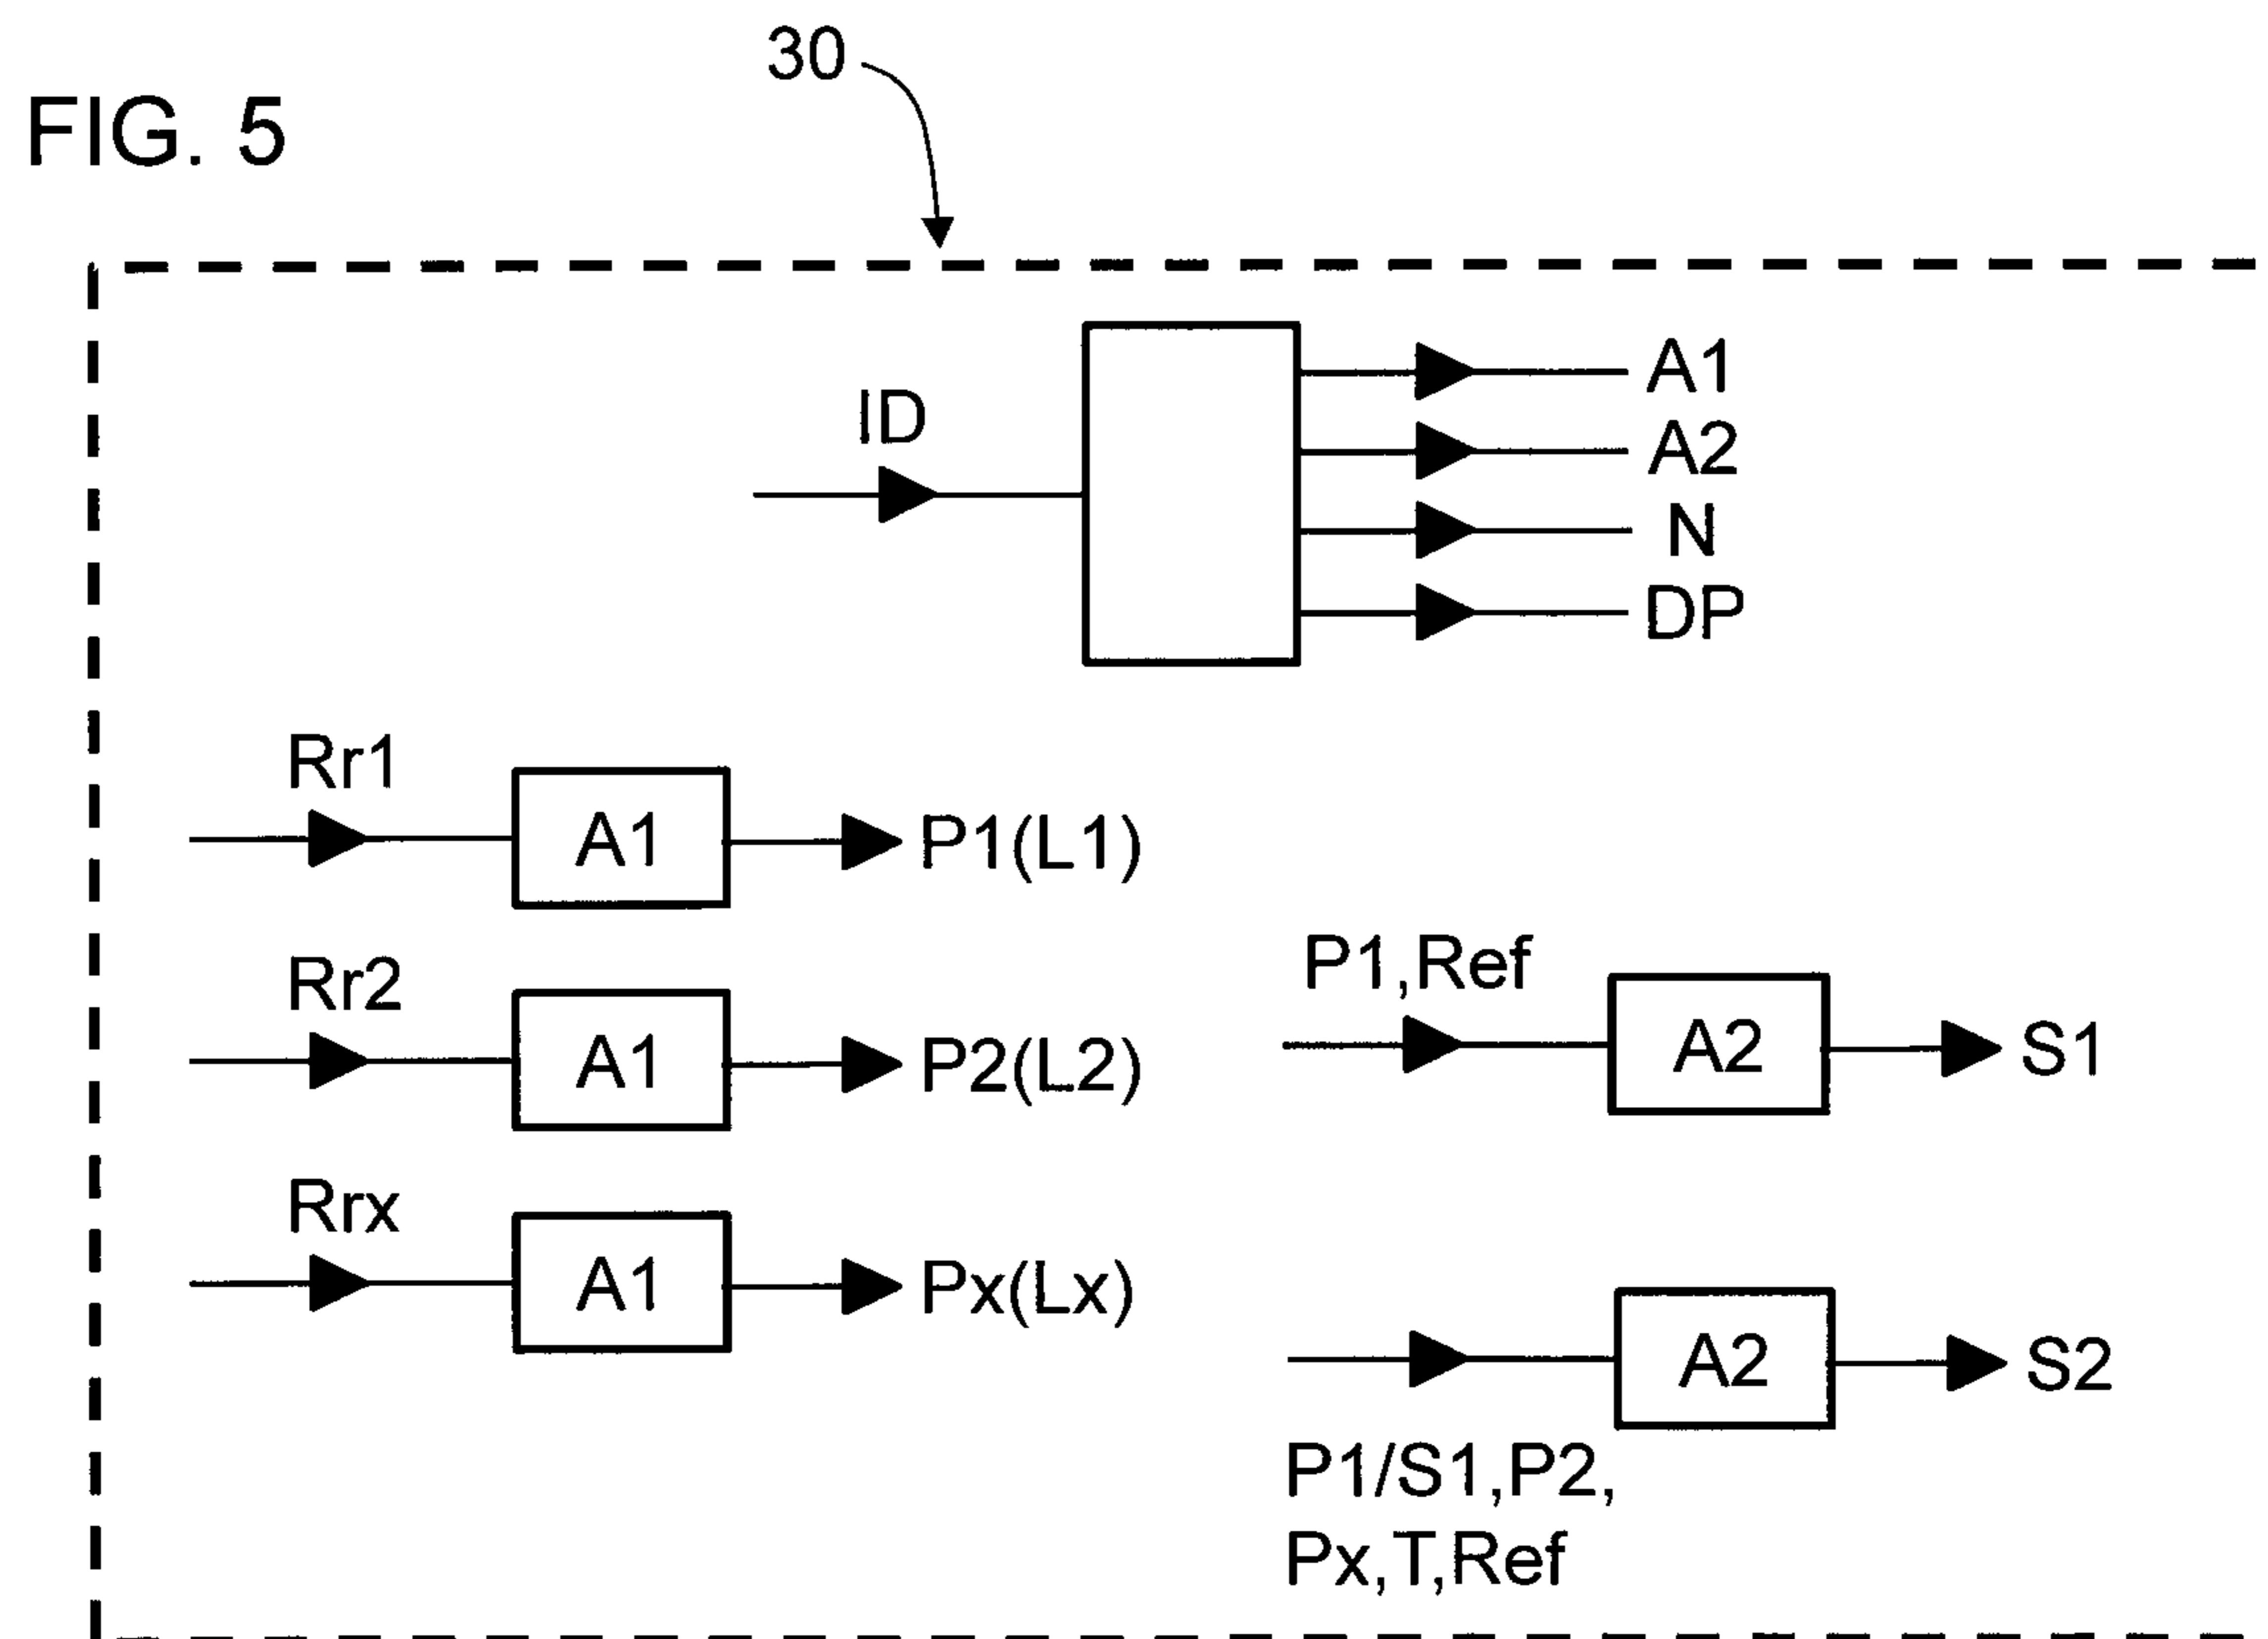 30
FIG. 5
ID
A1
A2
N
DP
Rr1
A1
P1(L1)
Rr2
A1
P2(L2)
Rrx
A1
Px(Lx)
P1,Ref
A2
S1
A2
S2
P1/S1,P2,
Px,T,Ref